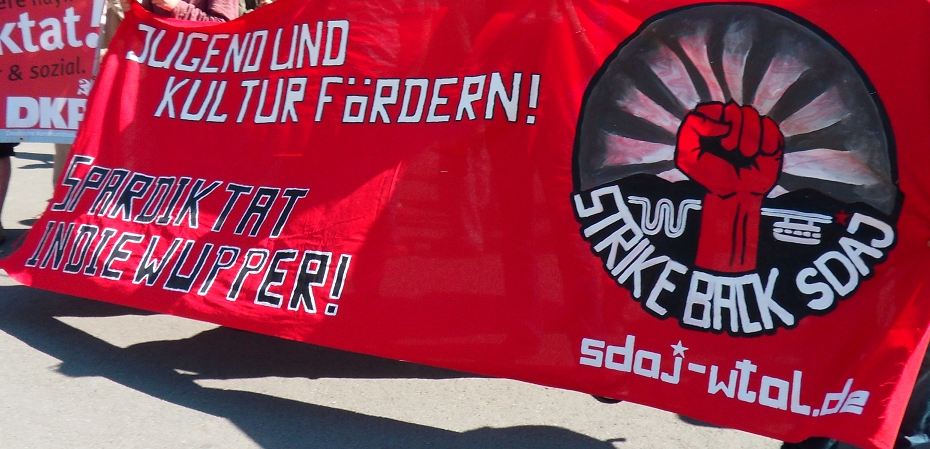 ktat!
r & sozial.
DKP
JUGEND UND
KULTUR FÖRDERN!
SPARDIKTAT
IN DIE WUPPER!
W
STRIKE BACK SDAJ
sdaj-wtal.de